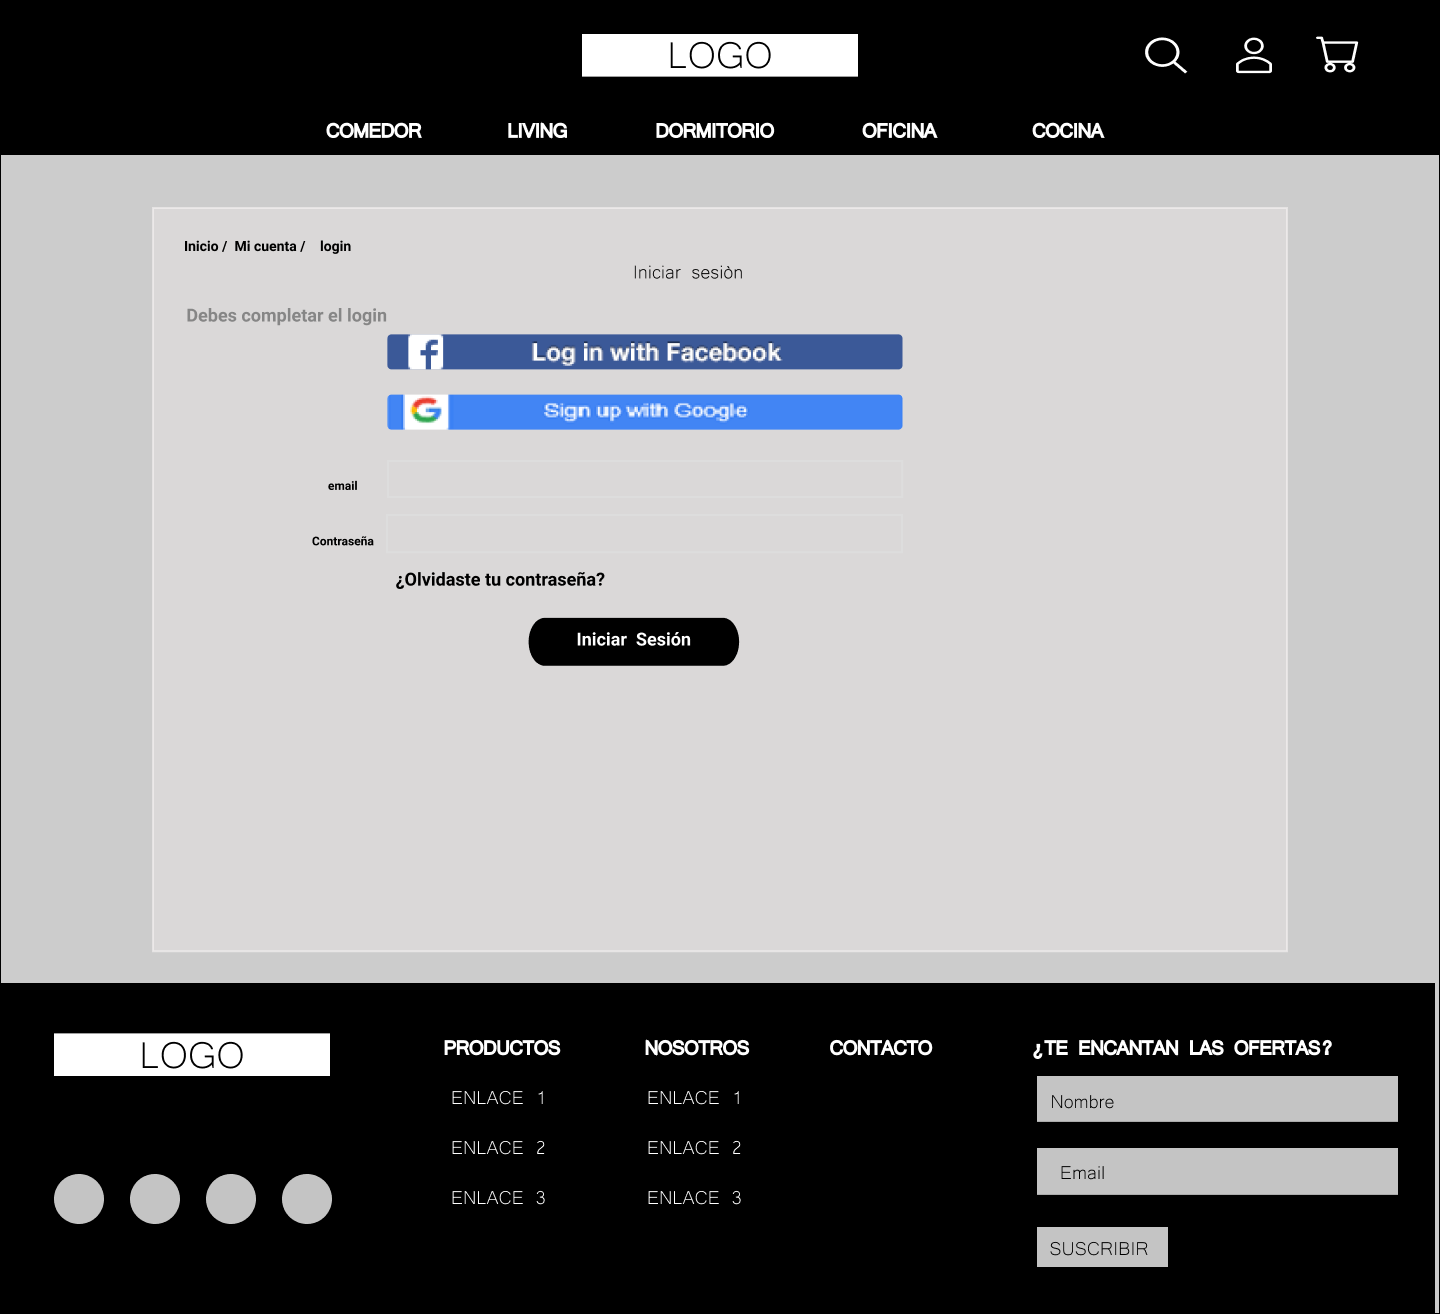 LOGO
COMEDOR LIVING DORMITORIO OFICINA COCINA
Inicio / Mi cuenta / login
Iniciar sesiòn
Debes completar el login
Log in with Facebook
Sign up with Google
email
Contraseña
¿Olvidaste tu contraseña?
Iniciar Sesión
LOGO
PRODUCTOS
ENLACE 1
ENLACE 2
ENLACE 3
NOSOTROS
ENLACE 1
ENLACE 2
ENLACE 3
CONTACTO
¿TE ENCANTAN LAS OFERTAS?
Nombre
Email
SUSCRIBIR